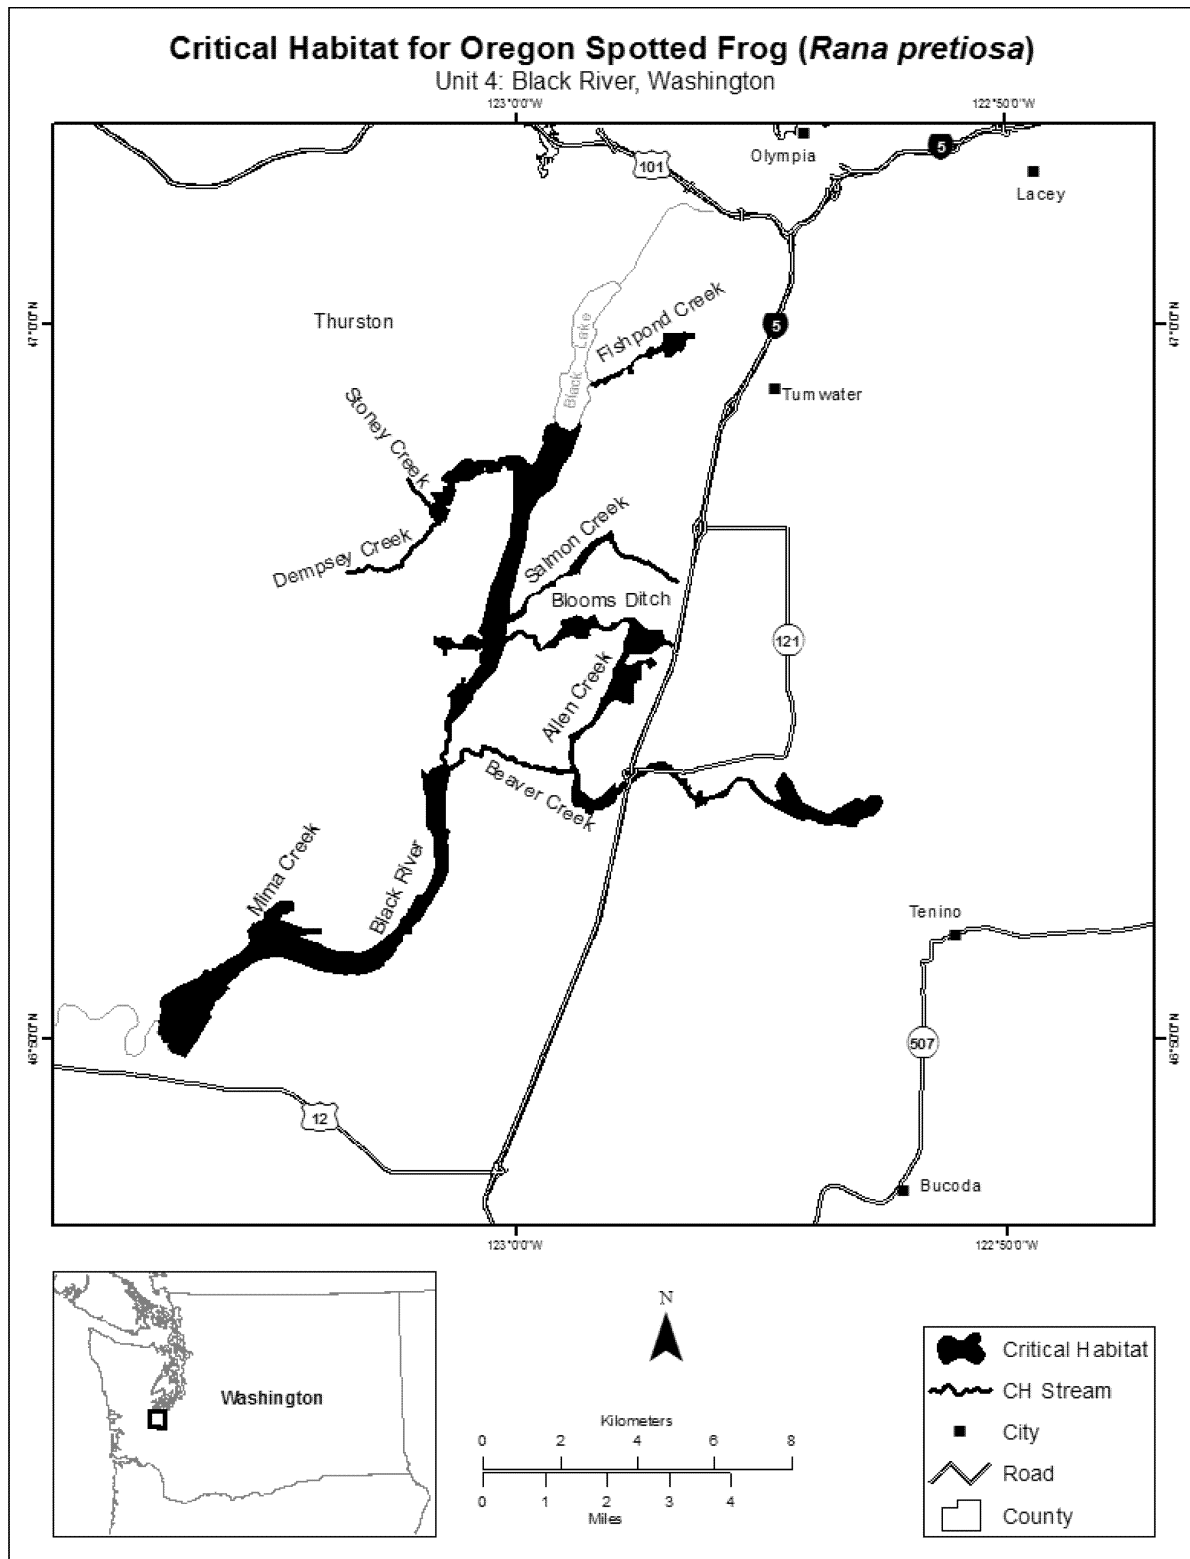 Critical Habitat for Oregon Spotted Frog (Rana pretiosa)
Unit 4: Black River, Washington
123°0'0"W
122°50'0"W
Olympia
5
101
Lacey
47°0'0"N
Thurston
Black Lake
Fishpond Creek
5
47°0'0"N
Tumwater
Stoney Creek
Dempsey Creek
Salmon Creek
Blooms Ditch
121
Allen Creek
Beaver Creek
Mima Creek
Black River
Tenino
46°50'0"N
507
46°50'0"N
12
Bucoda
123°0'0"W
122°50'0"W
Washington
N
Kilometers
0 2 4 6 8
0 1 2 3 4
Miles
Critical Habitat
CH Stream
City
Road
County